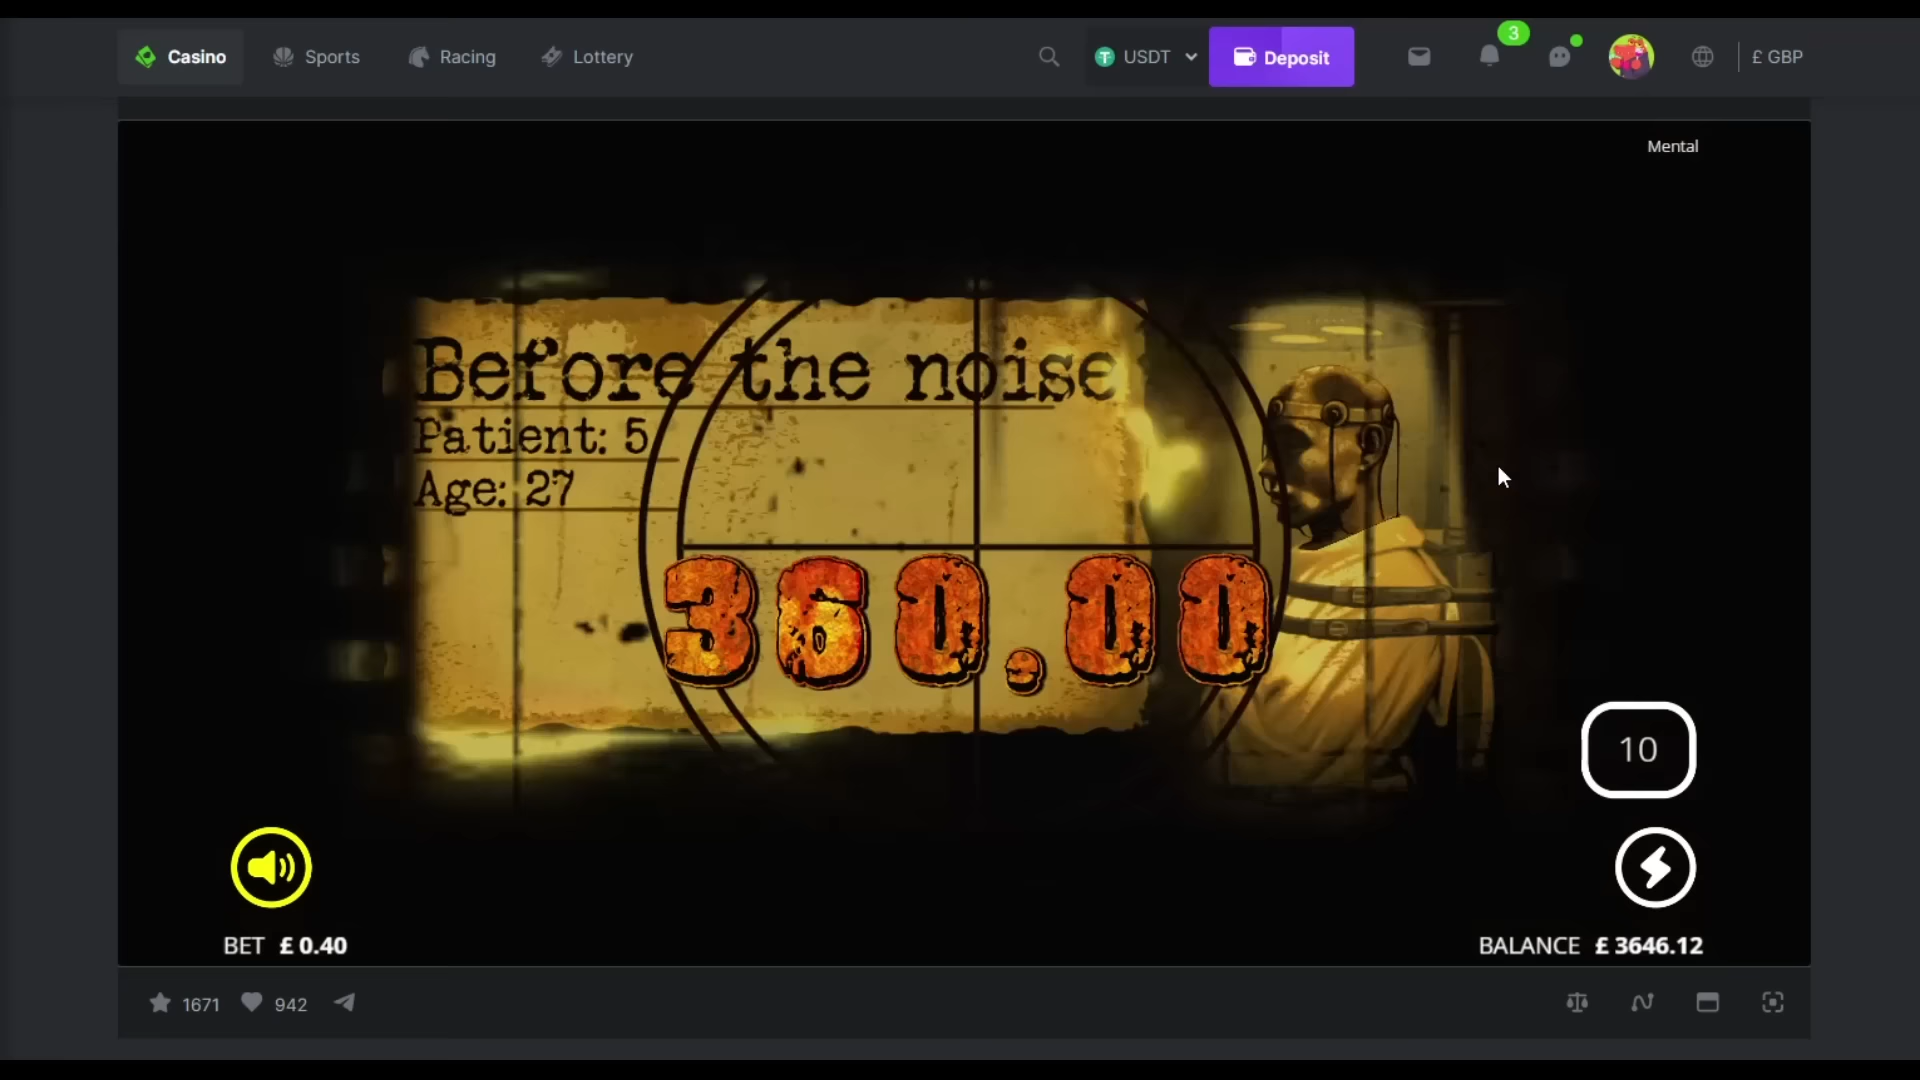 Casino Sports Racing Lottery USDT Deposit 3 £ GBP
Mental
Before the noise
Patient: 5
Age: 27
360.00
10
BET £ 0.40 BALANCE £ 3646.12
1671 942